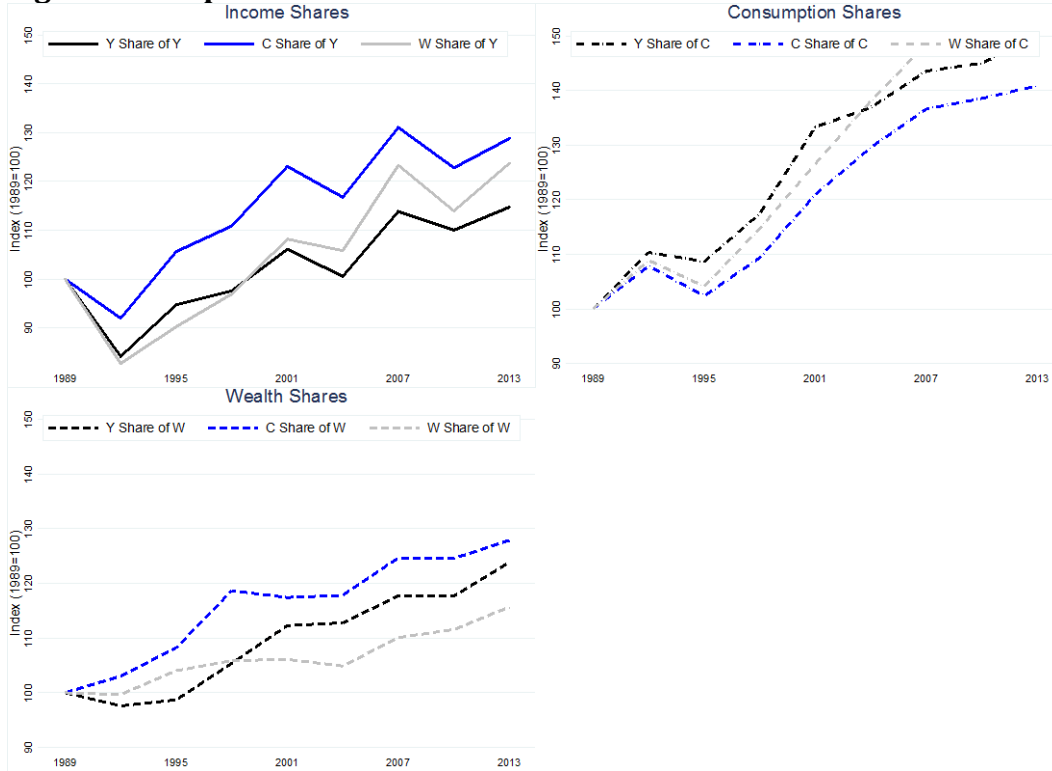 Income Shares
Y Share of Y C Share of Y W Share of Y
Index (1989=100)
150
140
130
120
110
100
90
1989 1995 2001 2007 2013
Consumption Shares
Y Share of C C Share of C W Share of C
Index (1989=100)
150
140
130
120
110
100
90
1989 1995 2001 2007 2013
Wealth Shares
Y Share of W C Share of W W Share of W
Index (1989=100)
150
140
130
120
110
100
90
1989 1995 2001 2007 2013